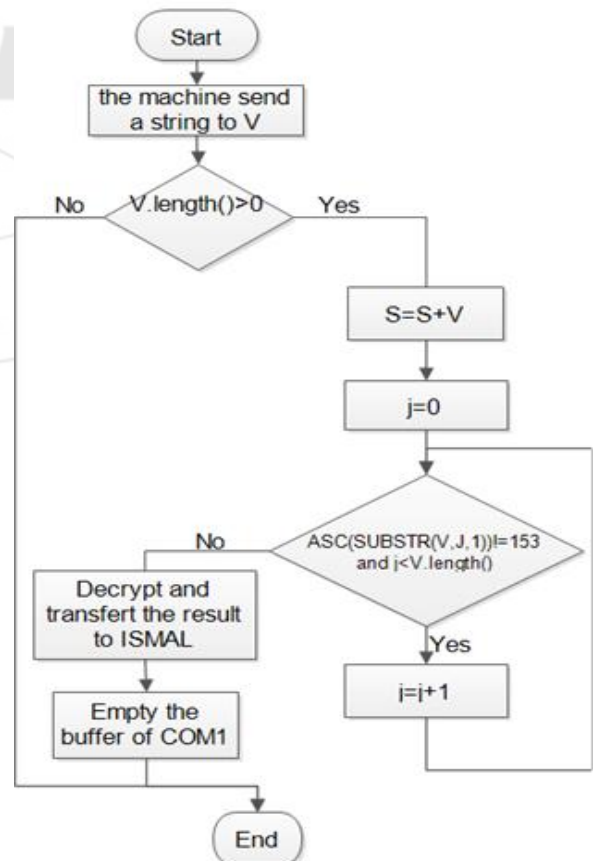 Start
the machine send
a string to V
No
V.length()>0
Yes
S=S+V
j=0
No
ASC(SUBSTR(V,J,1))!=153
and j<V.length()
Decrypt and
transfert the result
to ISMAL
Yes
j=j+1
Empty the
buffer of COM1
End